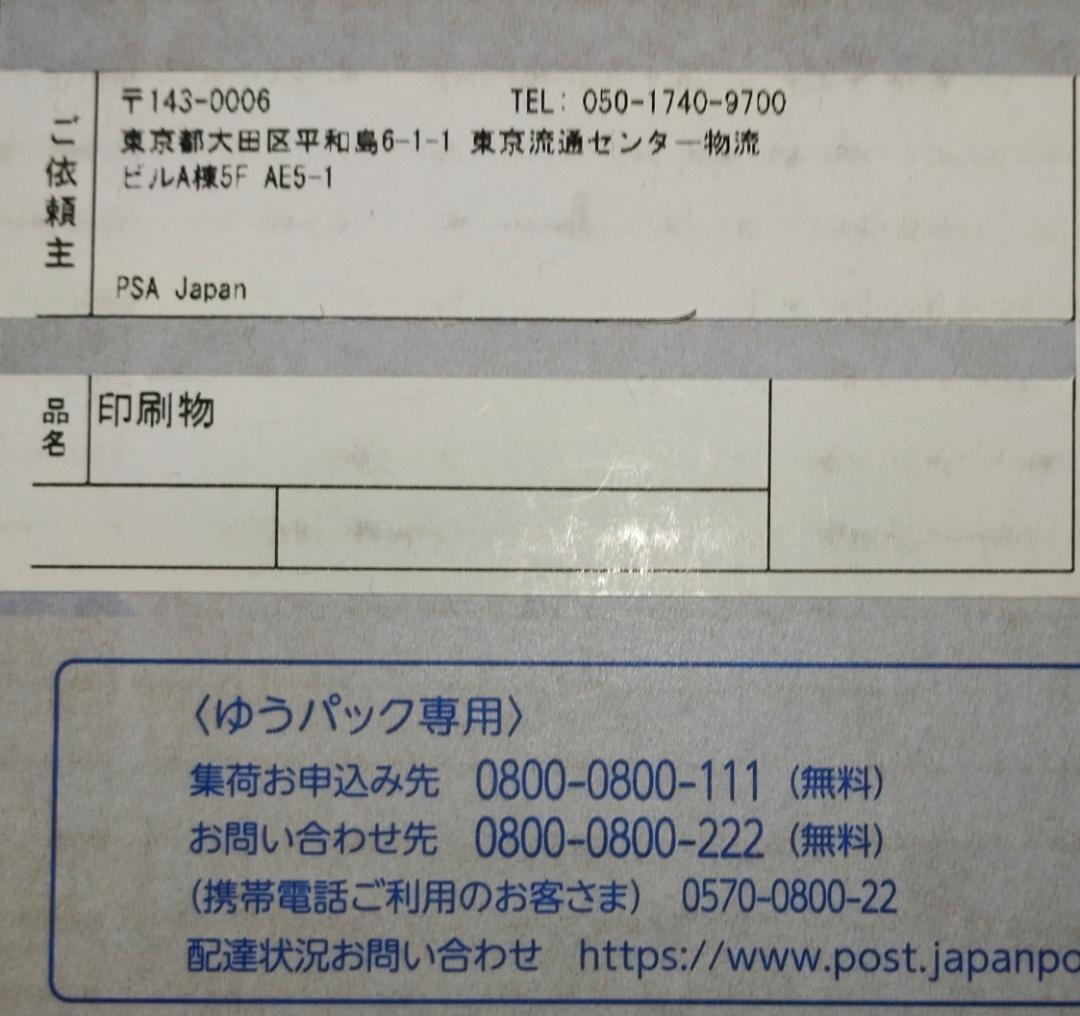 ご依頼主
〒143-0006 TEL: 050-1740-9700
東京都大田区平和島6-1-1 東京流通センター物流
ビルA棟5F AE5-1
PSA Japan
品名
印刷物
〈ゆうパック専用〉
集荷お申込み先 0800-0800-111 (無料)
お問い合わせ先 0800-0800-222 (無料)
(携帯電話ご利用のお客さま) 0570-0800-22
配達状況お問い合わせ https://www.post.japanpo